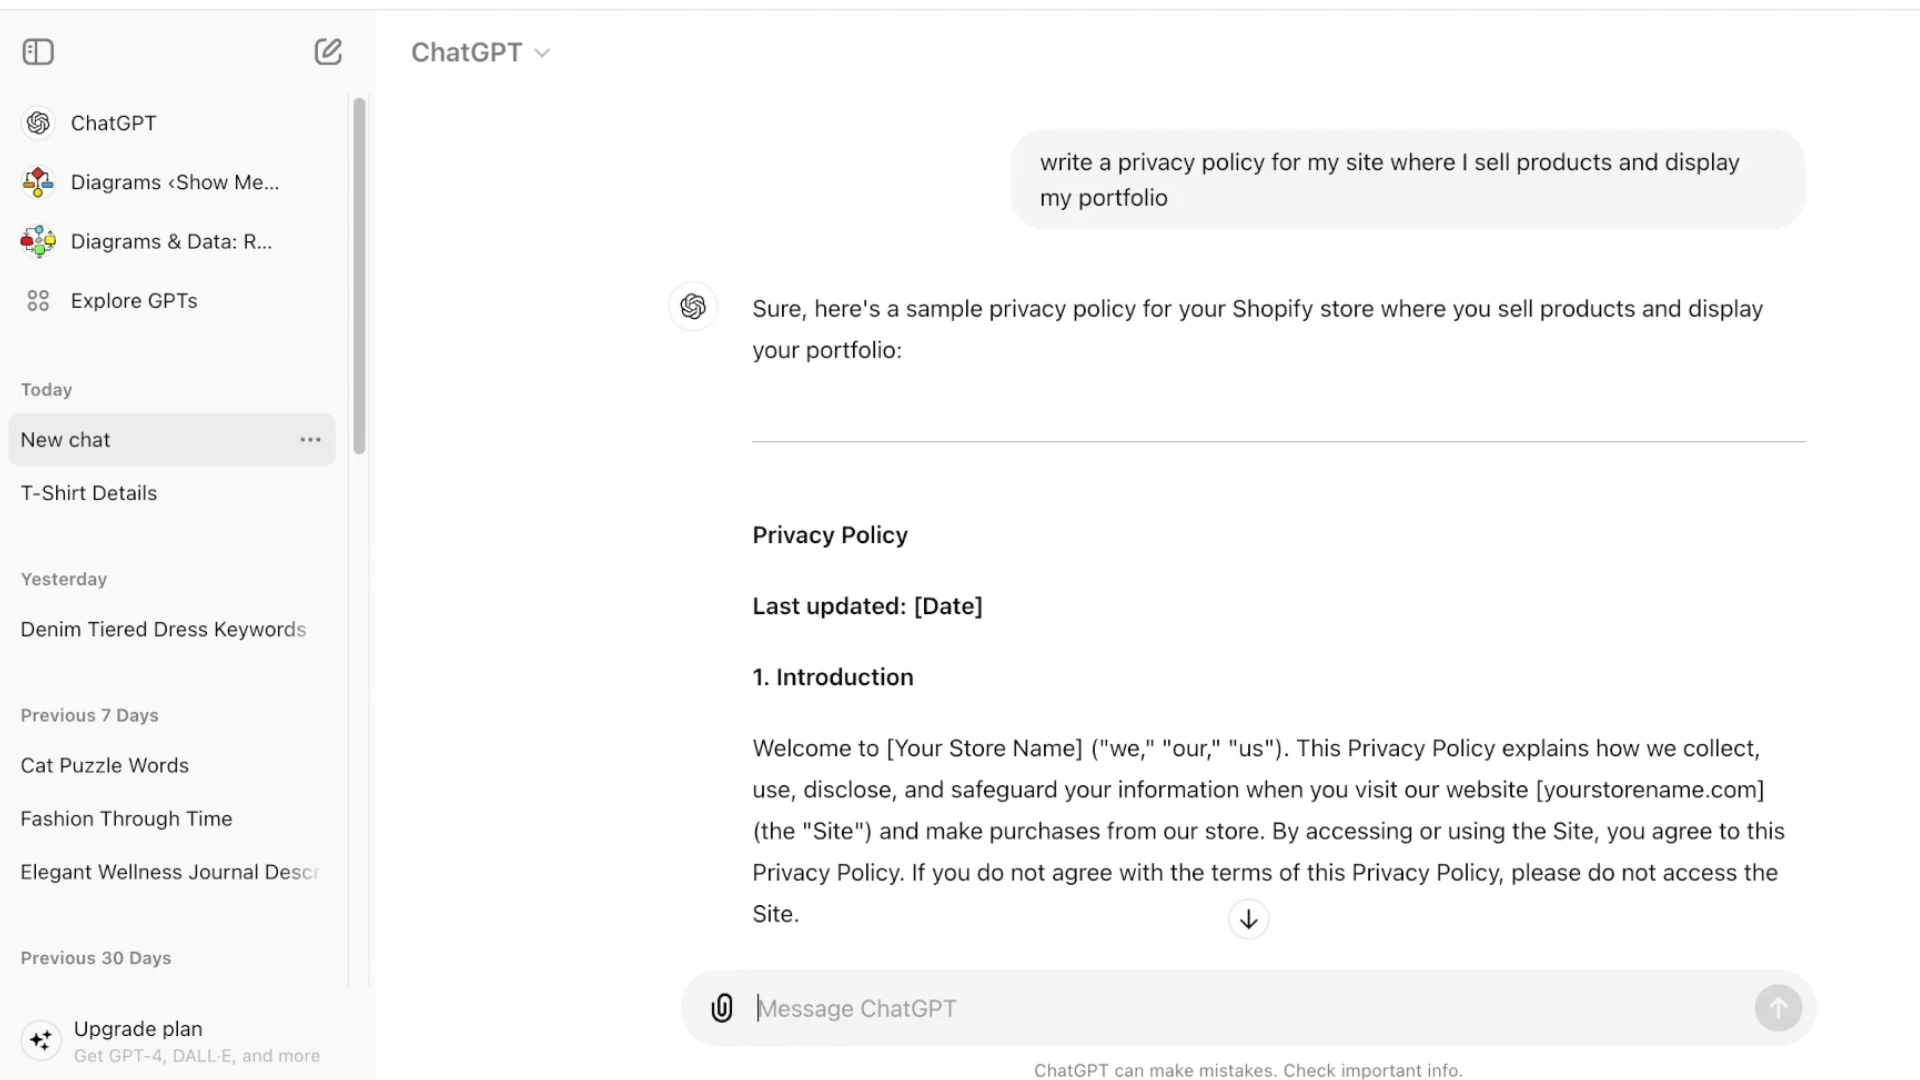 ChatGPT
Diagrams ‹Show Me...
Diagrams & Data: R...
Explore GPTs
Today
New chat
T-Shirt Details
Yesterday
Denim Tiered Dress Keywords
Previous 7 Days
Cat Puzzle Words
Fashion Through Time
Elegant Wellness Journal Descr
Previous 30 Days
Upgrade plan
Get GPT-4, DALL·E, and more
ChatGPT
write a privacy policy for my site where I sell products and display
my portfolio
Sure, here's a sample privacy policy for your Shopify store where you sell products and display
your portfolio:
Privacy Policy
Last updated: [Date]
1. Introduction
Welcome to [Your Store Name] ("we," "our," "us"). This Privacy Policy explains how we collect,
use, disclose, and safeguard your information when you visit our website [yourstorename.com]
(the "Site") and make purchases from our store. By accessing or using the Site, you agree to this
Privacy Policy. If you do not agree with the terms of this Privacy Policy, please do not access the
Site.
Message ChatGPT
ChatGPT can make mistakes. Check important info.